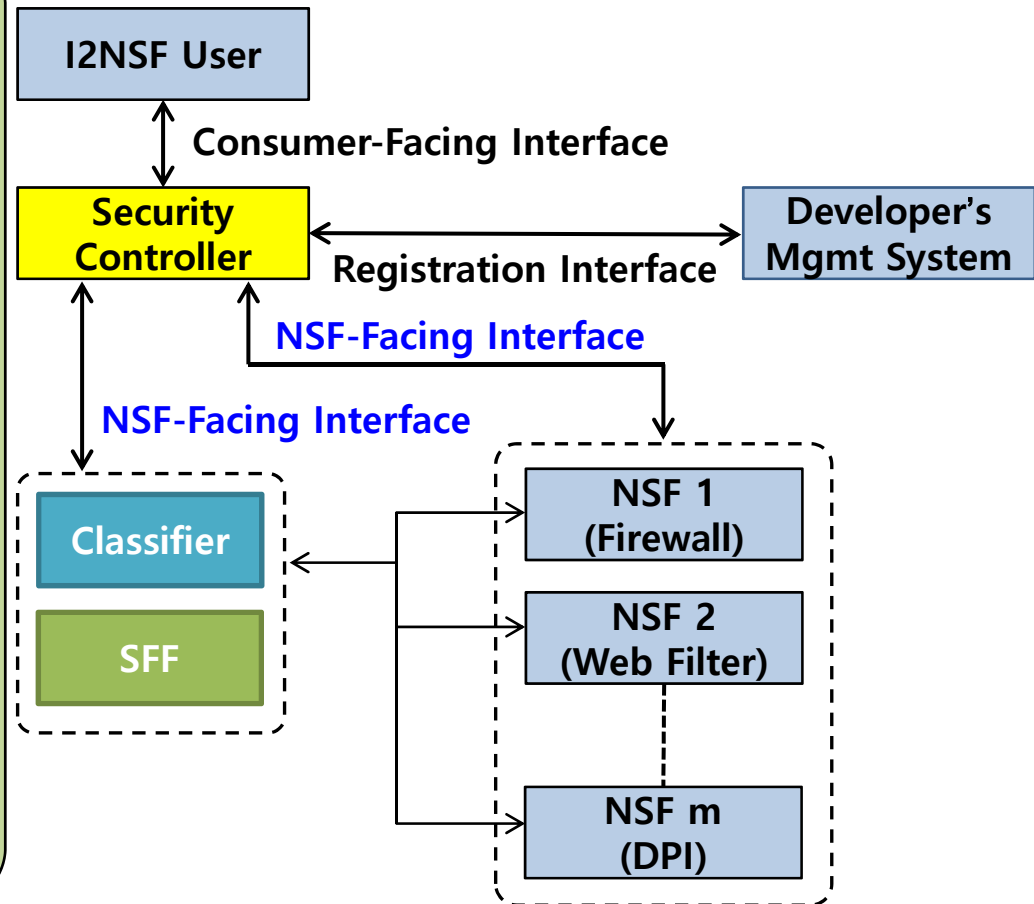 I2NSF User
Consumer-Facing Interface
Security
Controller
Developer's
Mgmt System
Registration Interface
NSF-Facing Interface
NSF-Facing Interface
Classifier
SFF
NSF 1
(Firewall)
NSF 2
(Web Filter)
NSF m
(DPI)